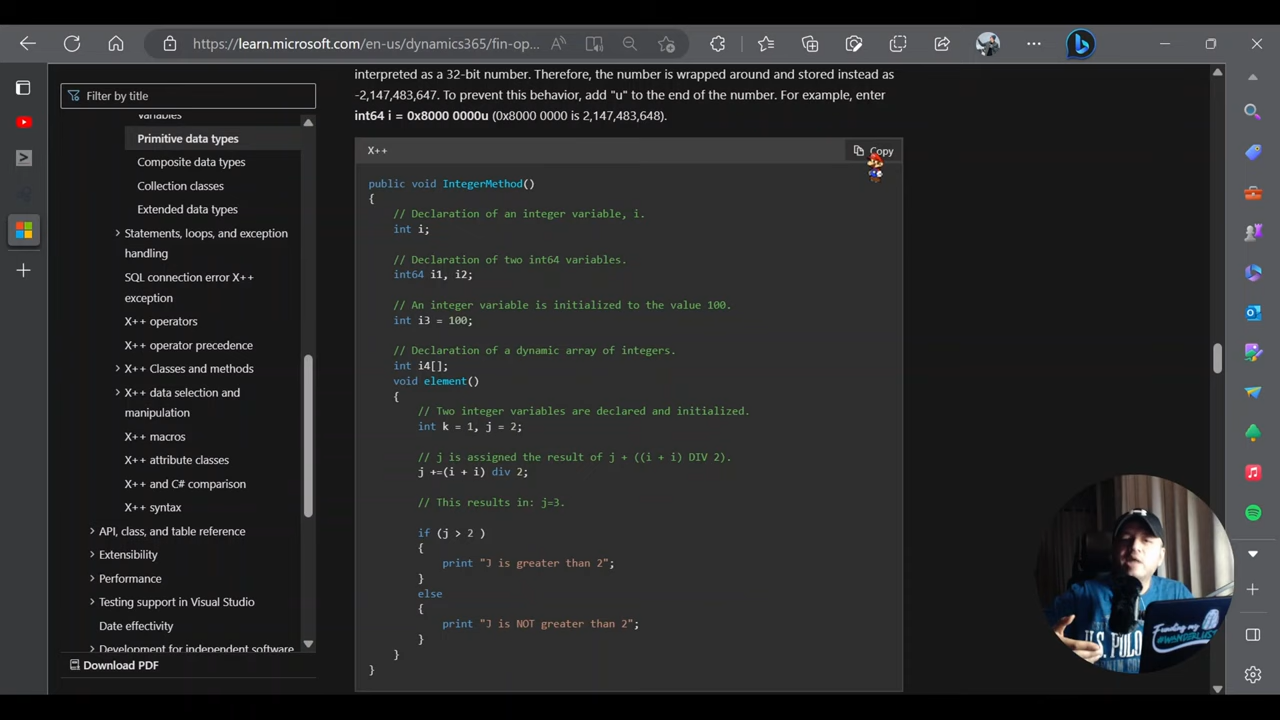 https://learn.microsoft.com/en-us/dynamics365/fin-op...
Filter by title
Variables
Primitive data types
Composite data types
Collection classes
Extended data types
Statements, loops, and exception
handling
SQL connection error X++
exception
X++ operators
X++ operator precedence
X++ Classes and methods
X++ data selection and
manipulation
X++ macros
X++ attribute classes
X++ and C# comparison
X++ syntax
API, class, and table reference
Extensibility
Performance
Testing support in Visual Studio
Date effectivity
Development for independent software
Download PDF
interpreted as a 32-bit number. Therefore, the number is wrapped around and stored instead as
-2,147,483,647. To prevent this behavior, add "u" to the end of the number. For example, enter
int64 i = 0x8000 0000u (0x8000 0000 is 2,147,483,648).
X++
Copy
public void IntegerMethod()
{
// Declaration of an integer variable, i.
int i;
// Declaration of two int64 variables.
int64 i1, i2;
// An integer variable is initialized to the value 100.
int i3 = 100;
// Declaration of a dynamic array of integers.
int i4[];
void element()
{
// Two integer variables are declared and initialized.
int k = 1, j = 2;
// j is assigned the result of j + ((i + i) DIV 2).
j +=(i + i) div 2;
// This results in: j=3.
if (j > 2 )
{
print "J is greater than 2";
}
else
{
print "J is NOT greater than 2";
}
}
}
U.S. POLO
Funding my
#WANDERLUST